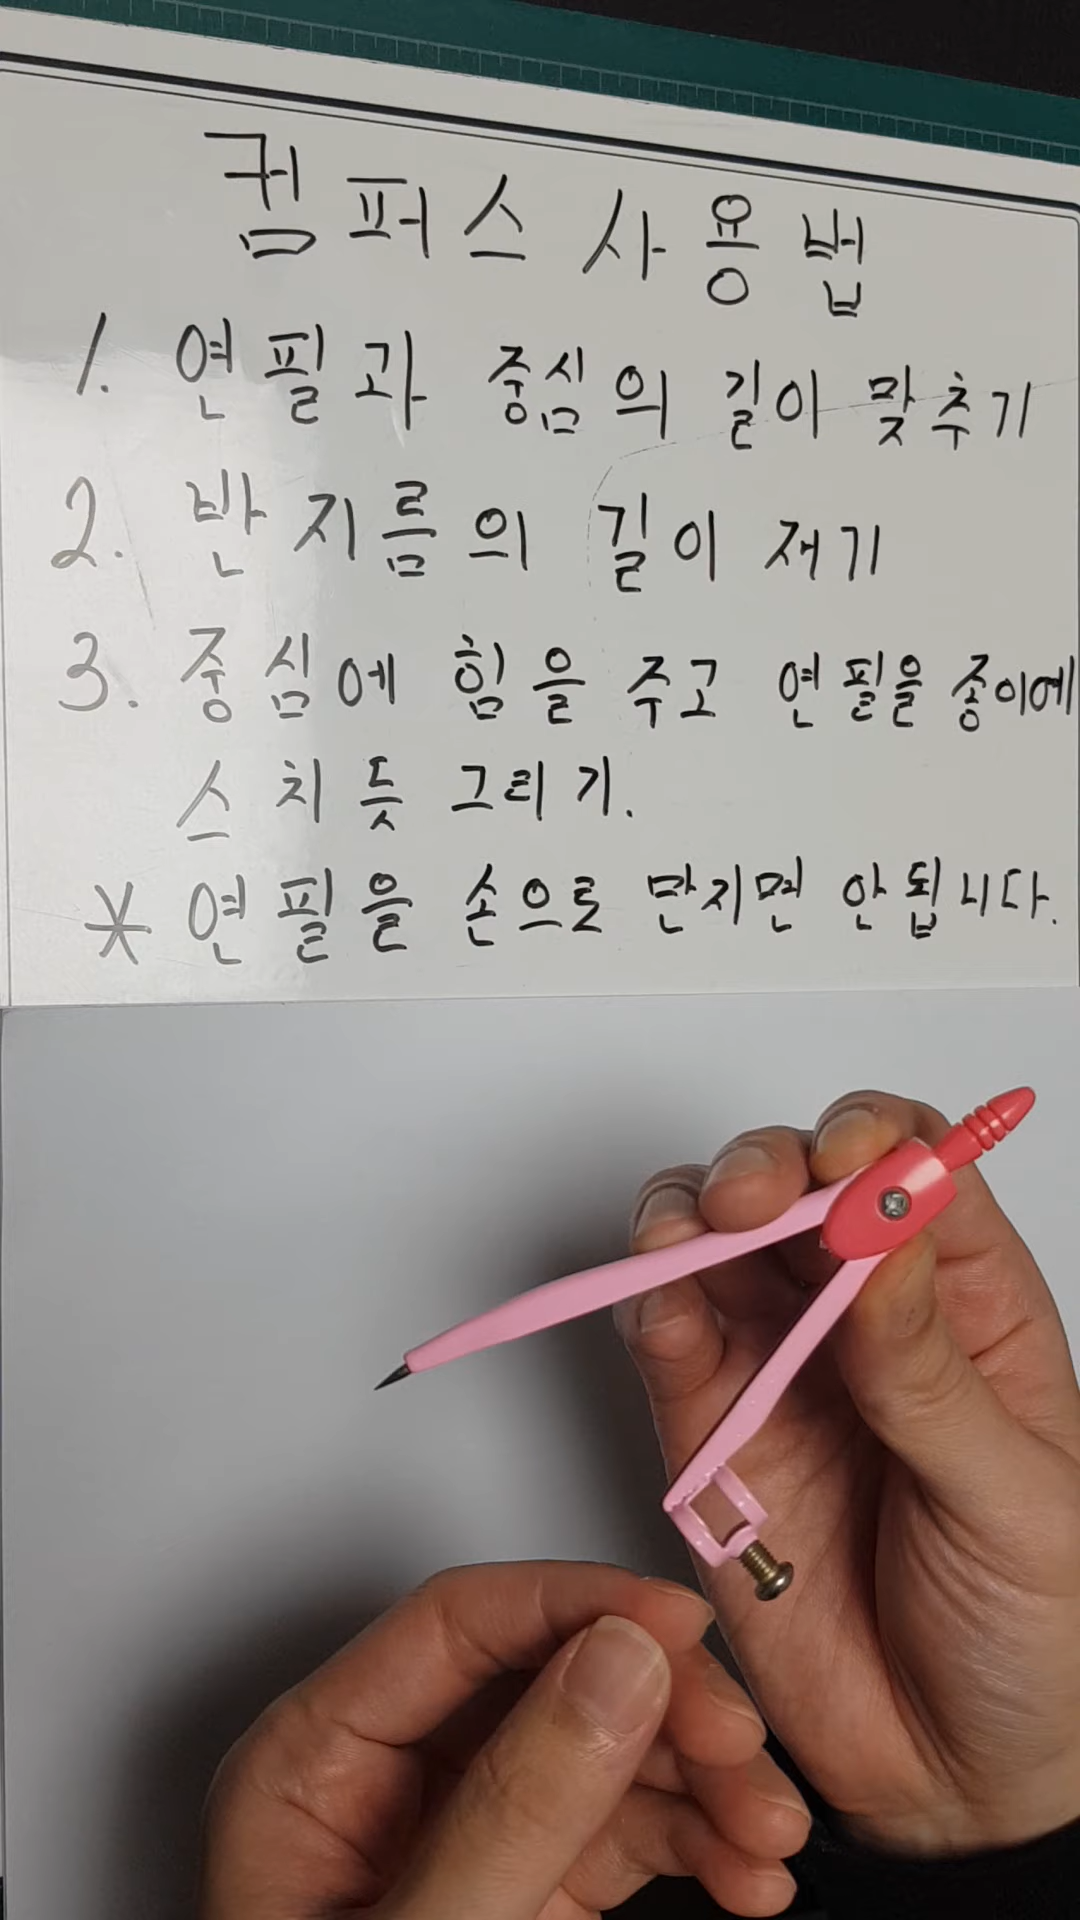 컴퍼스 사용법
1. 연필과 중심의 길이 맞추기
2. 반지름의 길이 재기
3. 중심에 힘을 주고 연필을 종이에
스치듯 그리기.
* 연필을 손으로 만지면 안됩니다.